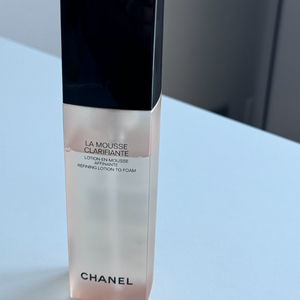 LA MOUSSE
CLARIFIANTE
LOTION EN MOUSSE
AFFINANTE
REFINING LOTION TO FOAM
CHANEL